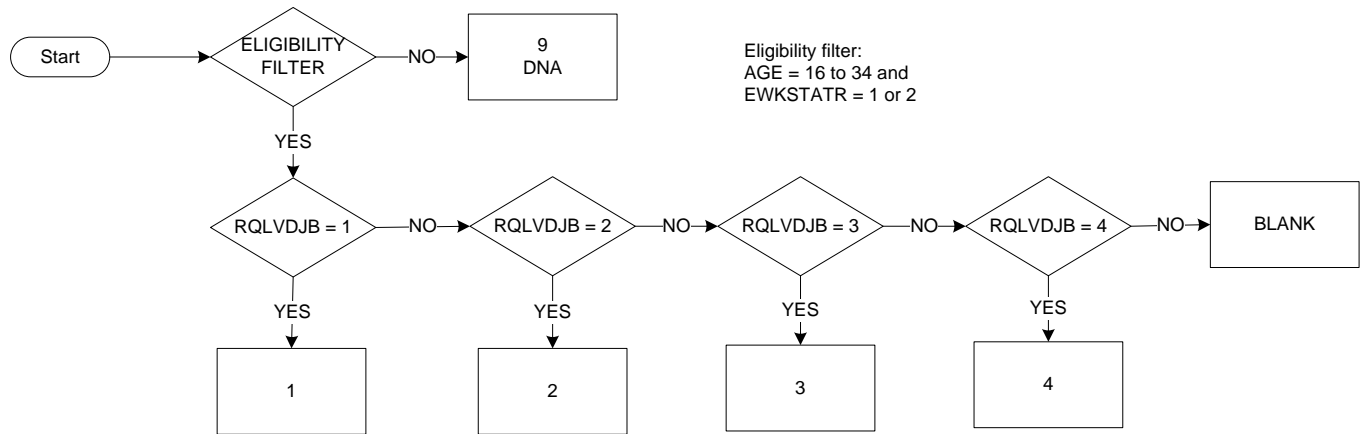 Start
ELIGIBILITY
FILTER
NO
9
DNA
Eligibility filter:
AGE = 16 to 34 and
EWKSTATR = 1 or 2
YES
RQLVDJB = 1
NO
RQLVDJB = 2
NO
RQLVDJB = 3
NO
RQLVDJB = 4
NO
BLANK
YES
YES
YES
YES
1
2
3
4